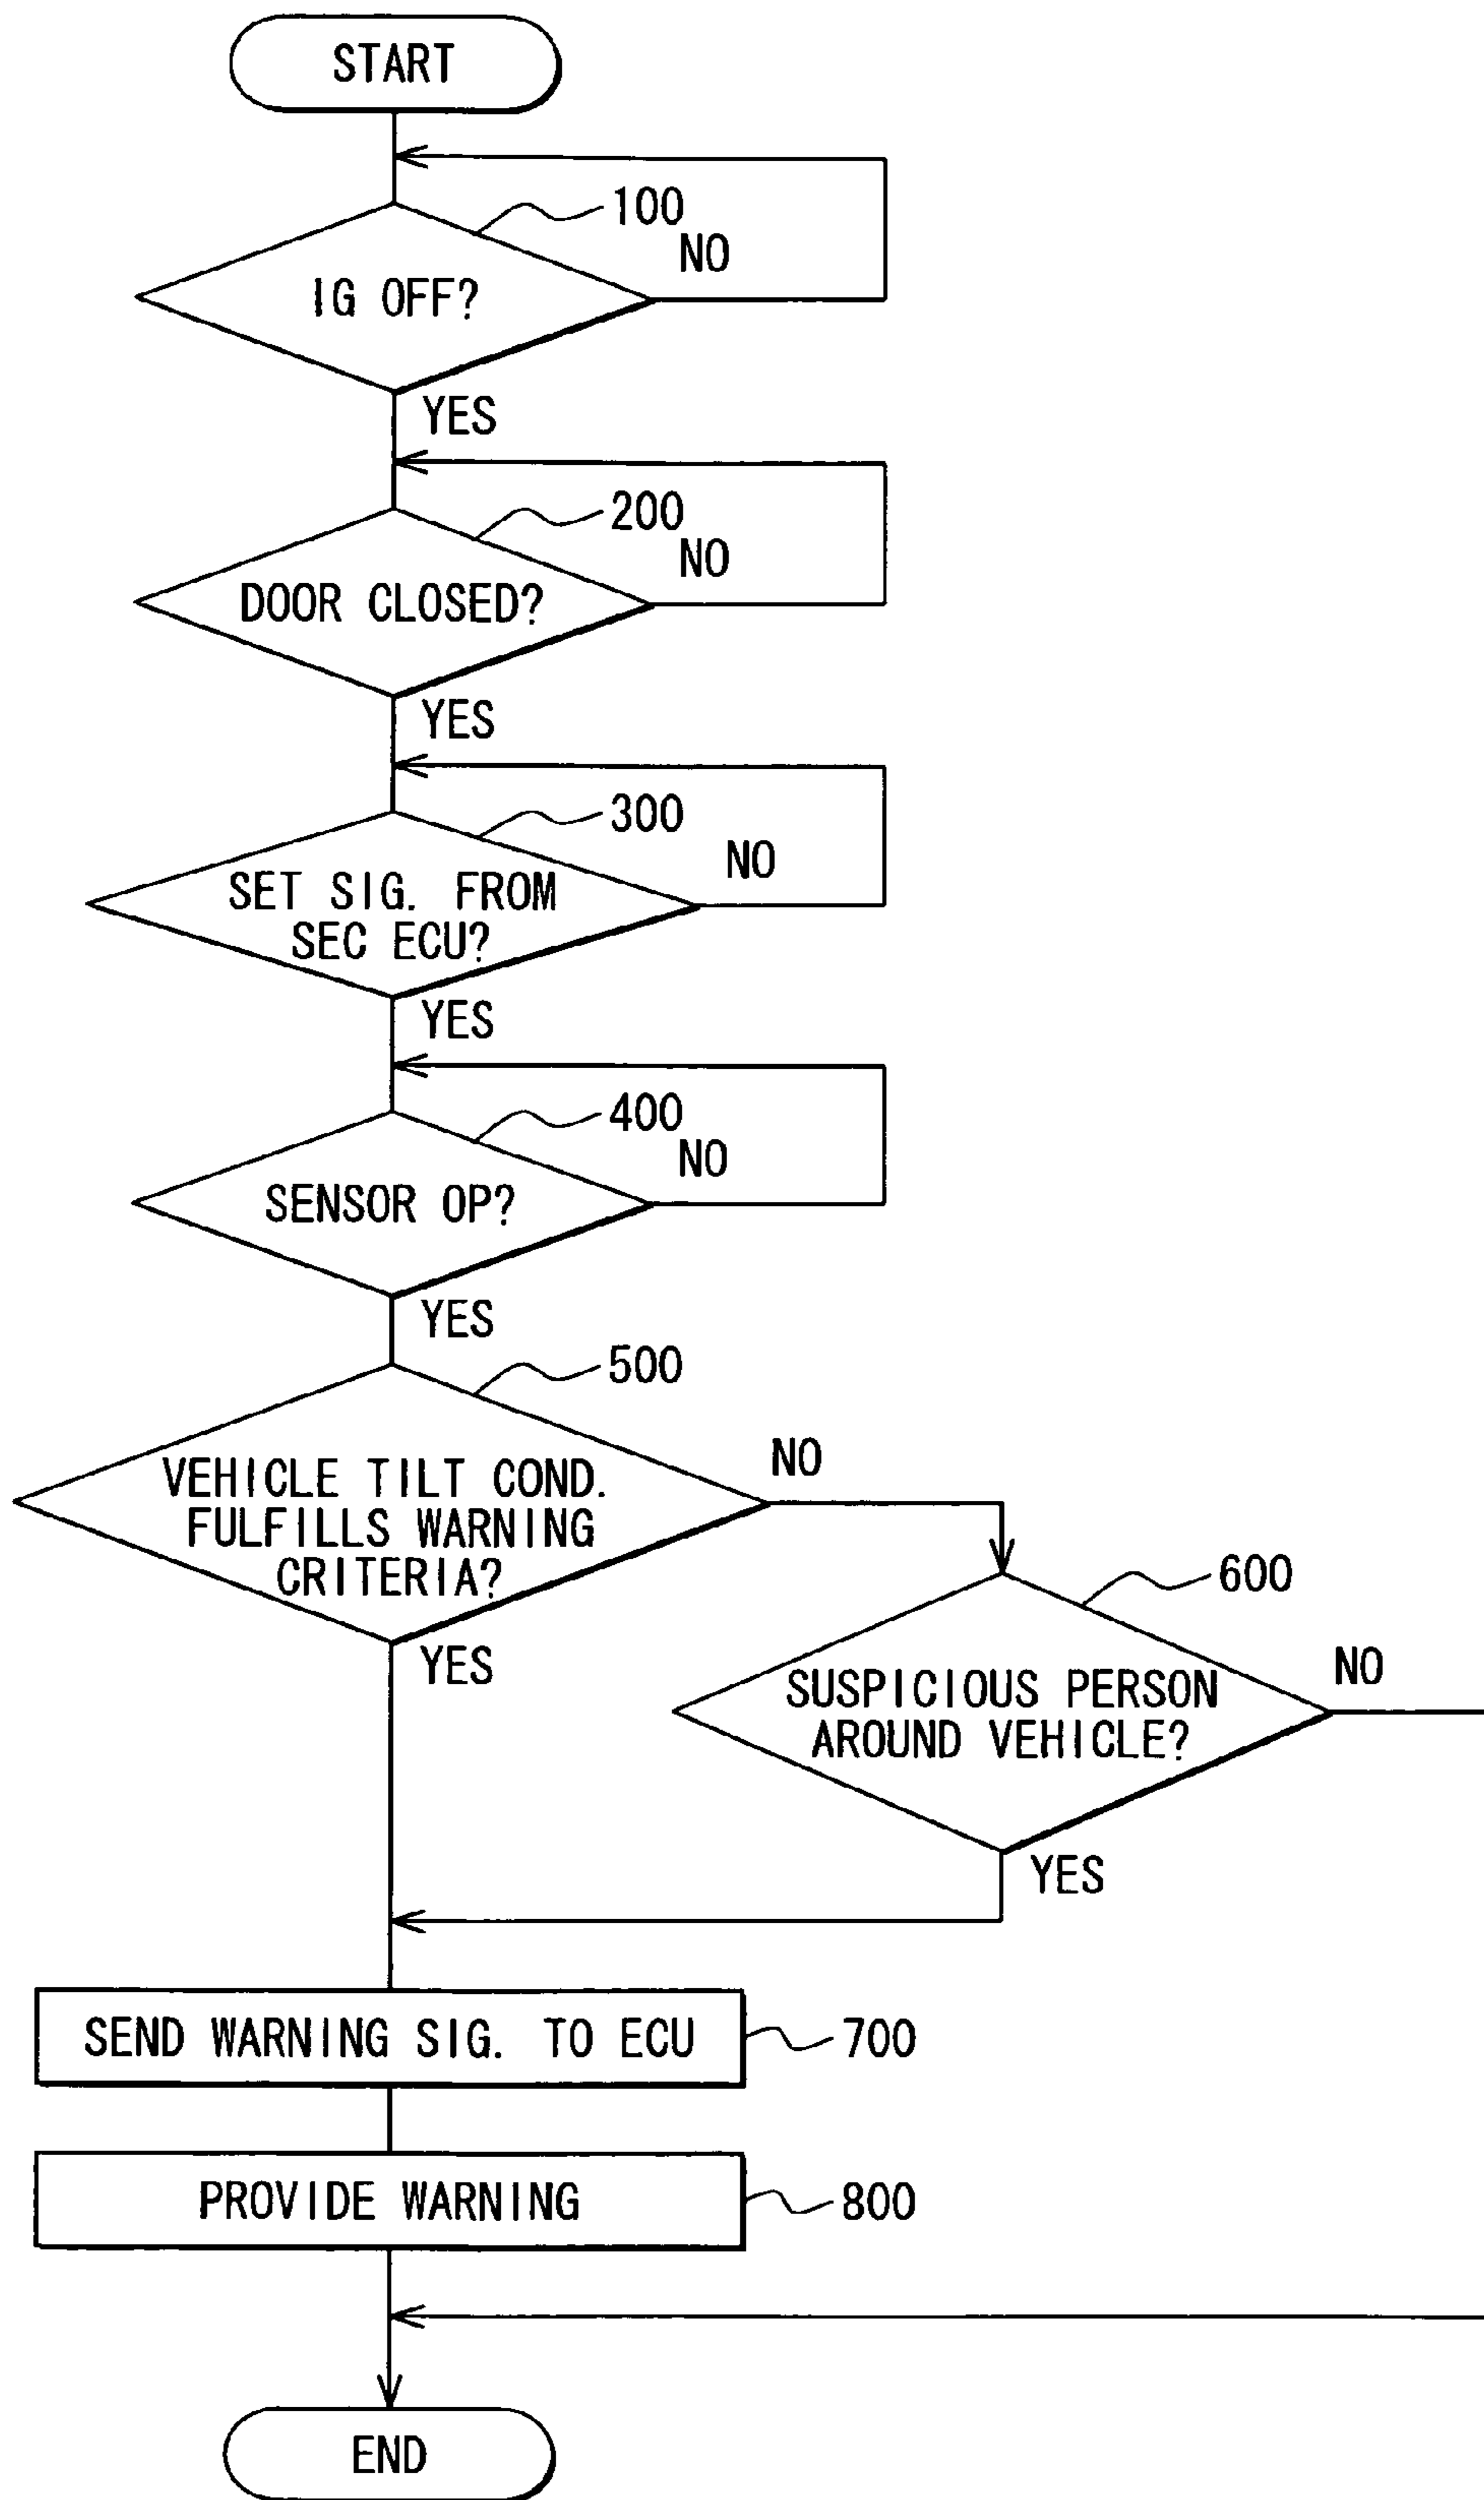 START
100
NO
IG OFF?
YES
200
NO
DOOR CLOSED?
YES
300
NO
SET SIG. FROM
SEC ECU?
YES
400
NO
SENSOR OP?
YES
500
NO
VEHICLE TILT COND.
FULFILLS WARNING
CRITERIA?
YES
600
NO
SUSPICIOUS PERSON
AROUND VEHICLE?
YES
SEND WARNING SIG. TO ECU
700
PROVIDE WARNING
800
END